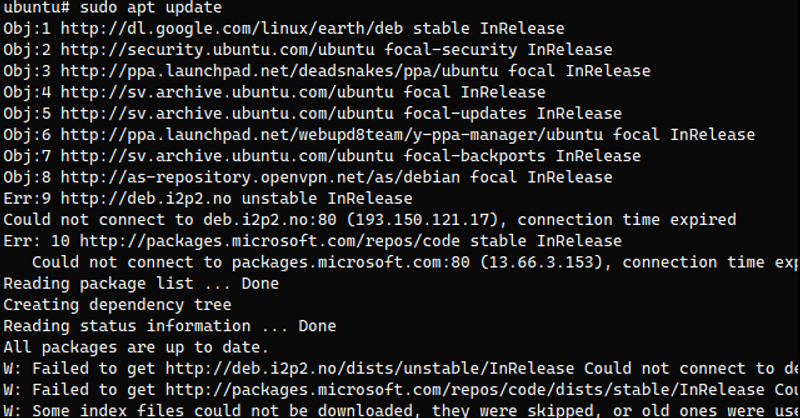 ubuntu# sudo apt update
Obj:1 http://dl.google.com/linux/earth/deb stable InRelease
Obj:2 http://security.ubuntu.com/ubuntu focal-security InRelease
Obj:3 http://ppa.launchpad.net/deadsnakes/ppa/ubuntu focal InRelease
Obj:4 http://sv.archive.ubuntu.com/ubuntu focal InRelease
Obj:5 http://sv.archive.ubuntu.com/ubuntu focal-updates InRelease
Obj:6 http://ppa.launchpad.net/webupd8team/y-ppa-manager/ubuntu focal InRelease
Obj:7 http://sv.archive.ubuntu.com/ubuntu focal-backports InRelease
Obj:8 http://as-repository.openvpn.net/as/debian focal InRelease
Err:9 http://deb.i2p2.no unstable InRelease
Could not connect to deb.i2p2.no:80 (193.150.121.17), connection time expired
Err: 10 http://packages.microsoft.com/repos/code stable InRelease
Could not connect to packages.microsoft.com:80 (13.66.3.153), connection time exp
Reading package list ... Done
Creating dependency tree
Reading status information ... Done
All packages are up to date.
W: Failed to get http://deb.i2p2.no/dists/unstable/InRelease Could not connect to de
W: Failed to get http://packages.microsoft.com/repos/code/dists/stable/InRelease Cou
W: Some index files could not be downloaded, they were skipped, or old ones were use